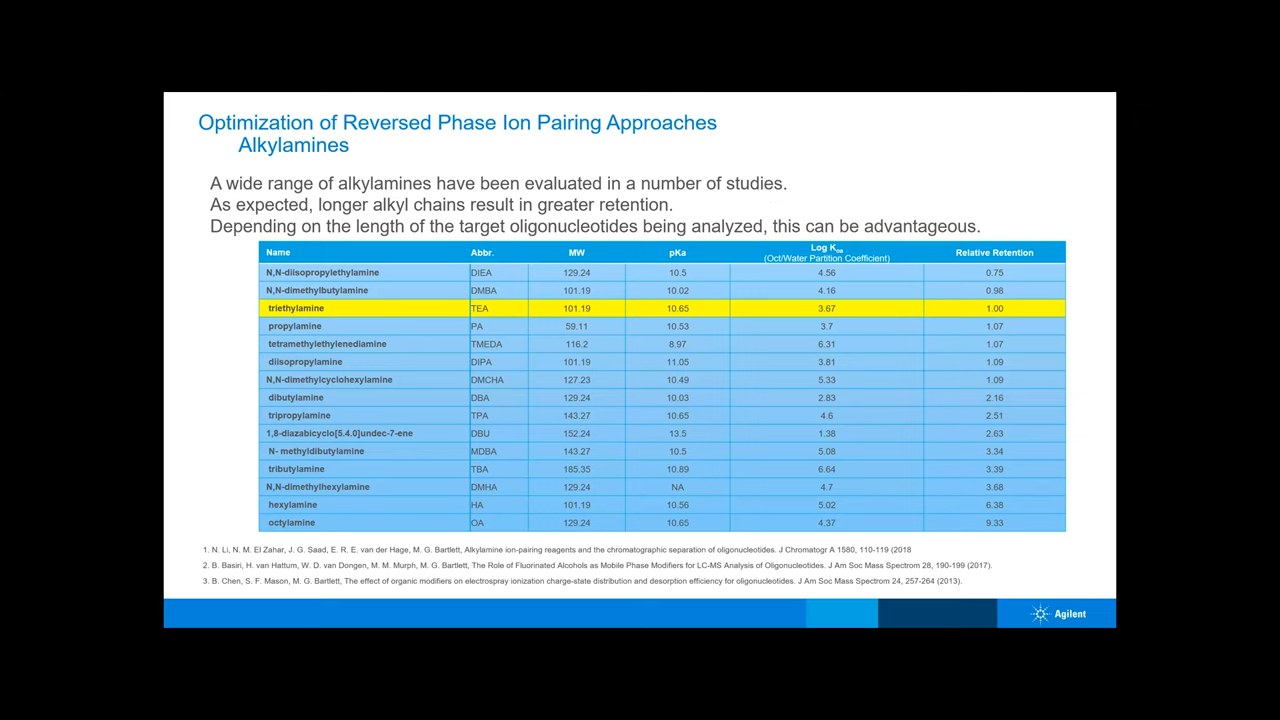 Optimization of Reversed Phase Ion Pairing Approaches
Alkylamines
A wide range of alkylamines have been evaluated in a number of studies.
As expected, longer alkyl chains result in greater retention.
Depending on the length of the target oligonucleotides being analyzed, this can be advantageous.
Name Abbr. MW pKa Log Koa (Oct/Water Partition Coefficient) Relative Retention
N,N-diisopropylethylamine DIEA 129.24 10.5 4.56 0.75
N,N-dimethylbutylamine DMBA 101.19 10.02 4.16 0.98
triethylamine TEA 101.19 10.65 3.67 1.00
propylamine PA 59.11 10.53 3.7 1.07
tetramethylethylenediamine TMEDA 116.2 8.97 6.31 1.07
diisopropylamine DIPA 101.19 11.05 3.81 1.09
N,N-dimethylcyclohexylamine DMCHA 127.23 10.49 5.33 1.09
dibutylamine DBA 129.24 10.03 2.83 2.16
tripropylamine TPA 143.27 10.65 4.6 2.51
1,8-diazabicyclo[5.4.0]undec-7-ene DBU 152.24 13.5 1.38 2.63
N- methyldibutylamine MDBA 143.27 10.5 5.08 3.34
tributylamine TBA 185.35 10.89 6.64 3.39
N,N-dimethylhexylamine DMHA 129.24 NA 4.7 3.68
hexylamine HA 101.19 10.56 5.02 6.38
octylamine OA 129.24 10.65 4.37 9.33
1. N. Li, N. M. El Zahar, J. G. Saad, E. R. E. van der Hage, M. G. Bartlett, Alkylamine ion-pairing reagents and the chromatographic separation of oligonucleotides. J Chromatogr A 1580, 110-119 (2018
2. B. Basiri, H. van Hattum, W. D. van Dongen, M. M. Murph, M. G. Bartlett, The Role of Fluorinated Alcohols as Mobile Phase Modifiers for LC-MS Analysis of Oligonucleotides. J Am Soc Mass Spectrom 28, 190-199 (2017).
3. B. Chen, S. F. Mason, M. G. Bartlett, The effect of organic modifiers on electrospray ionization charge-state distribution and desorption efficiency for oligonucleotides. J Am Soc Mass Spectrom 24, 257-264 (2013).
Agilent